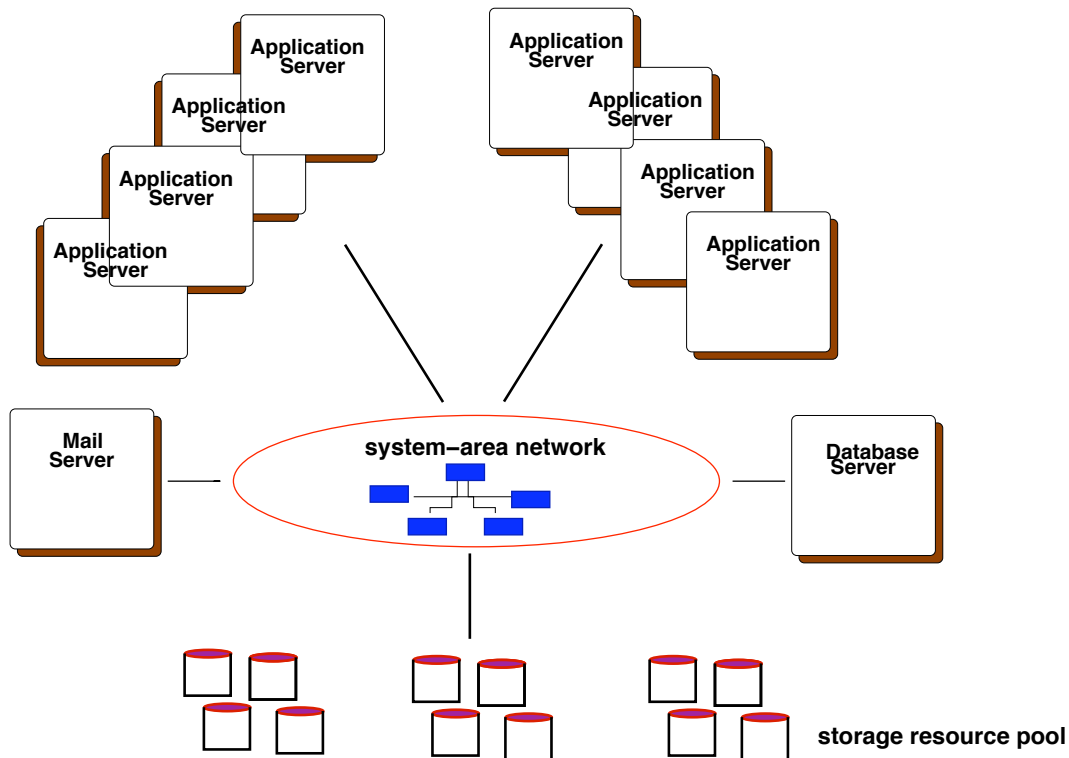 Application
Server
Application
Server
Application
Server
Application
Server
Application
Server
Application
Server
Application
Server
Application
Server
Mail
Server
system–area network
Database
Server
storage resource pool